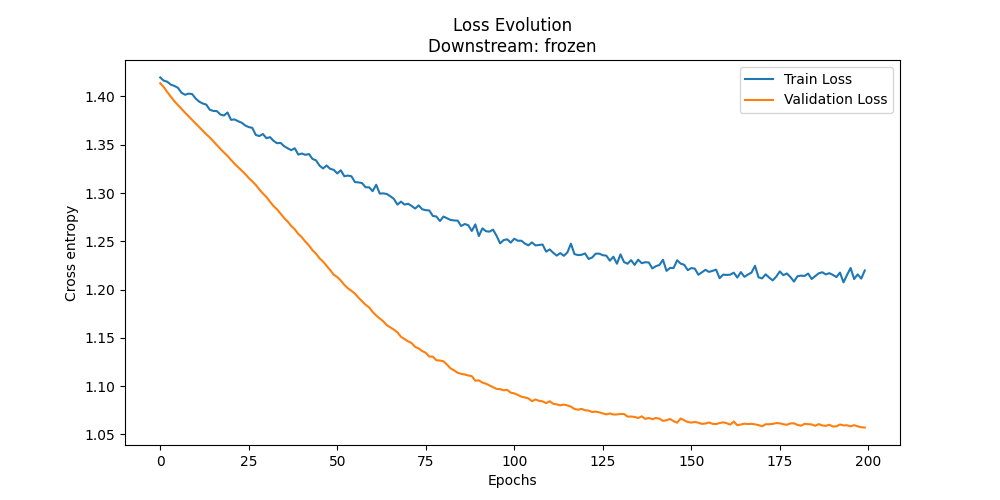 Loss Evolution
Downstream: frozen
Train Loss
Validation Loss
Cross entropy
1.40
1.35
1.30
1.25
1.20
1.15
1.10
1.05
0
25
50
75
100
125
150
175
200
Epochs